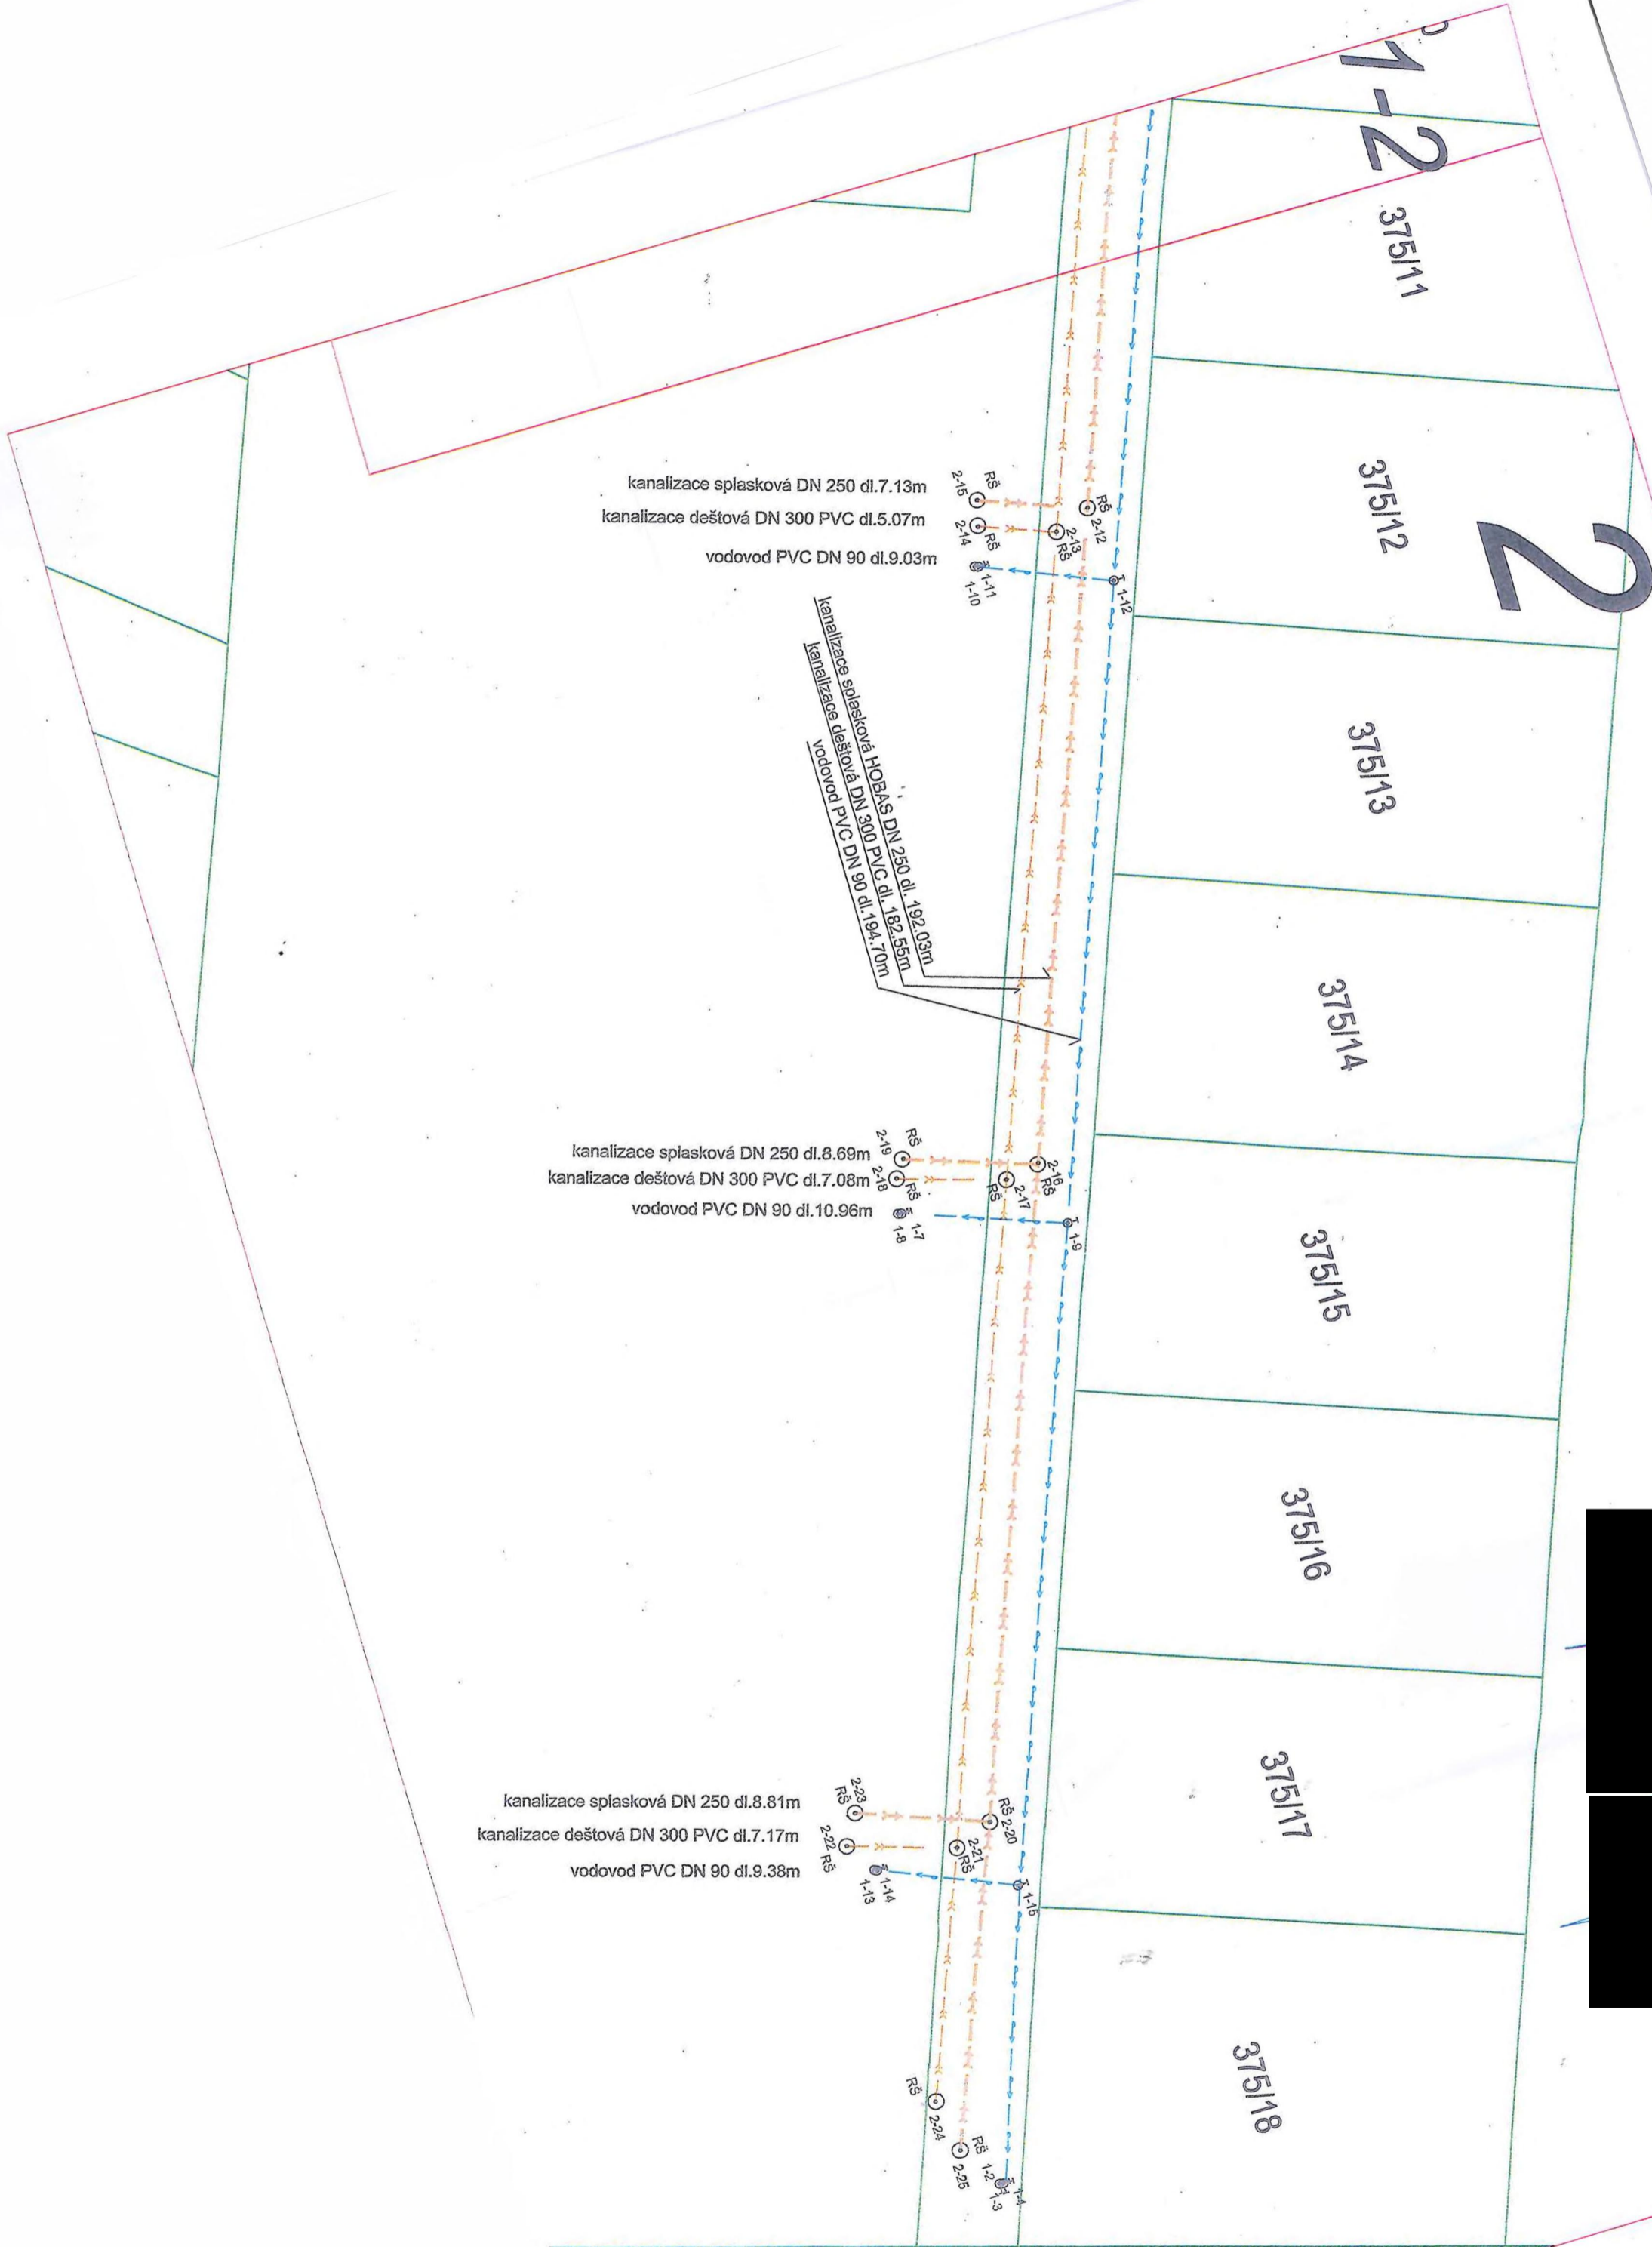 1-2
375/11
2
375/12
kanalizace splasková DN 250 dl.7.13m
2-15
RŠ
RŠ
2-12
kanalizace deštová DN 300 PVC dl.5.07m
2-14
RŠ
2-13
RŠ
vodovod PVC DN 90 dl.9.03m
1-11
1-10
1-12
375/13
kanalizace splasková HOBAS DN 250 dl. 192.03m
kanalizace deštová DN 300 PVC dl. 182.55m
vodovod PVC DN 90 dl.194.70m
375/14
kanalizace splasková DN 250 dl.8.69m
2-19
RŠ
2-16
RŠ
kanalizace deštová DN 300 PVC dl.7.08m
2-18
RŠ
RŠ
2-17
vodovod PVC DN 90 dl.10.96m
1-7
1-8
1-9
375/15
375/16
375/17
kanalizace splasková DN 250 dl.8.81m
2-23
RŠ
RŠ 2-20
kanalizace deštová DN 300 PVC dl.7.17m
2-22 RŠ
2-21
RŠ
vodovod PVC DN 90 dl.9.38m
1-14
1-13
1-15
375/18
RŠ
2-24
RŠ
2-25
1-2
1-3
1-4